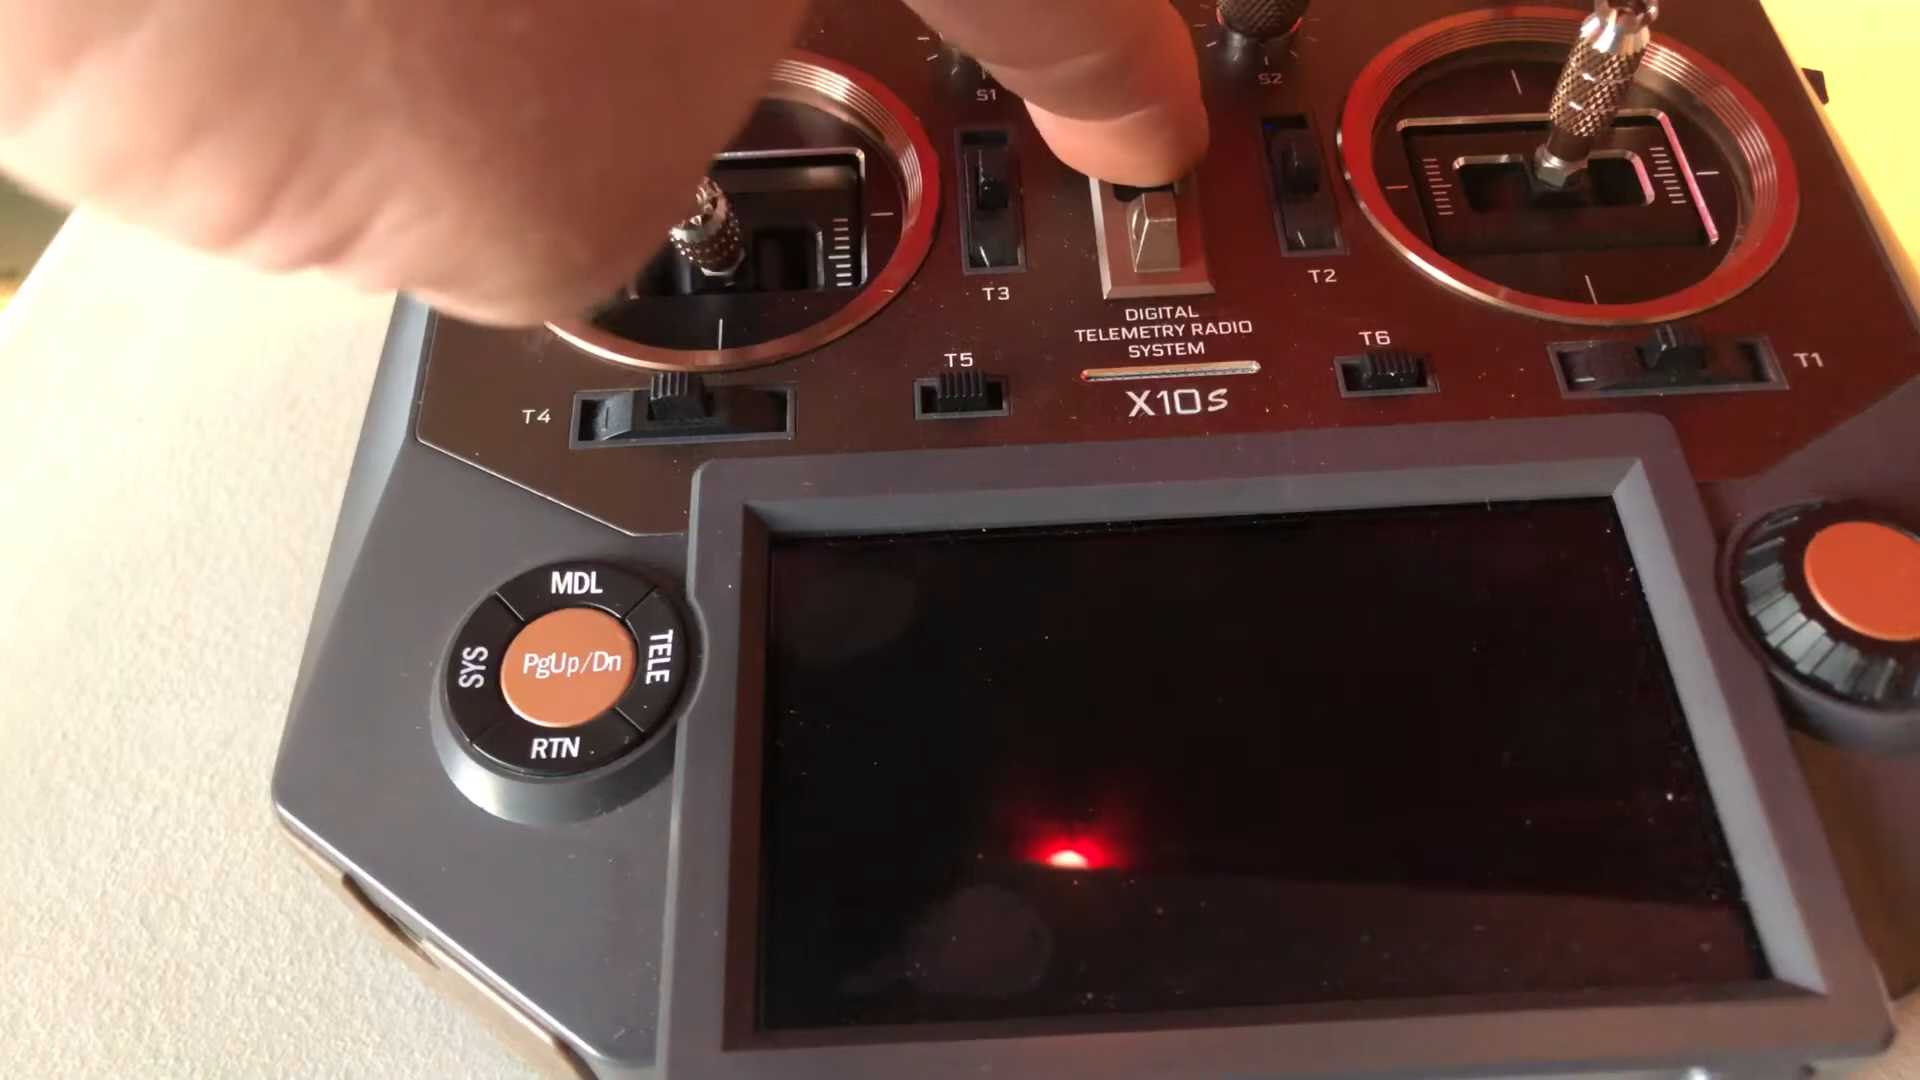 S1
S2
T3
T2
DIGITAL
TELEMETRY RADIO
SYSTEM
T5
T6
T1
T4
X10S
MDL
SYS
PgUp/Dn
TELE
RTN